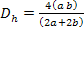 D_h = 4(a b) / (2a+2b)